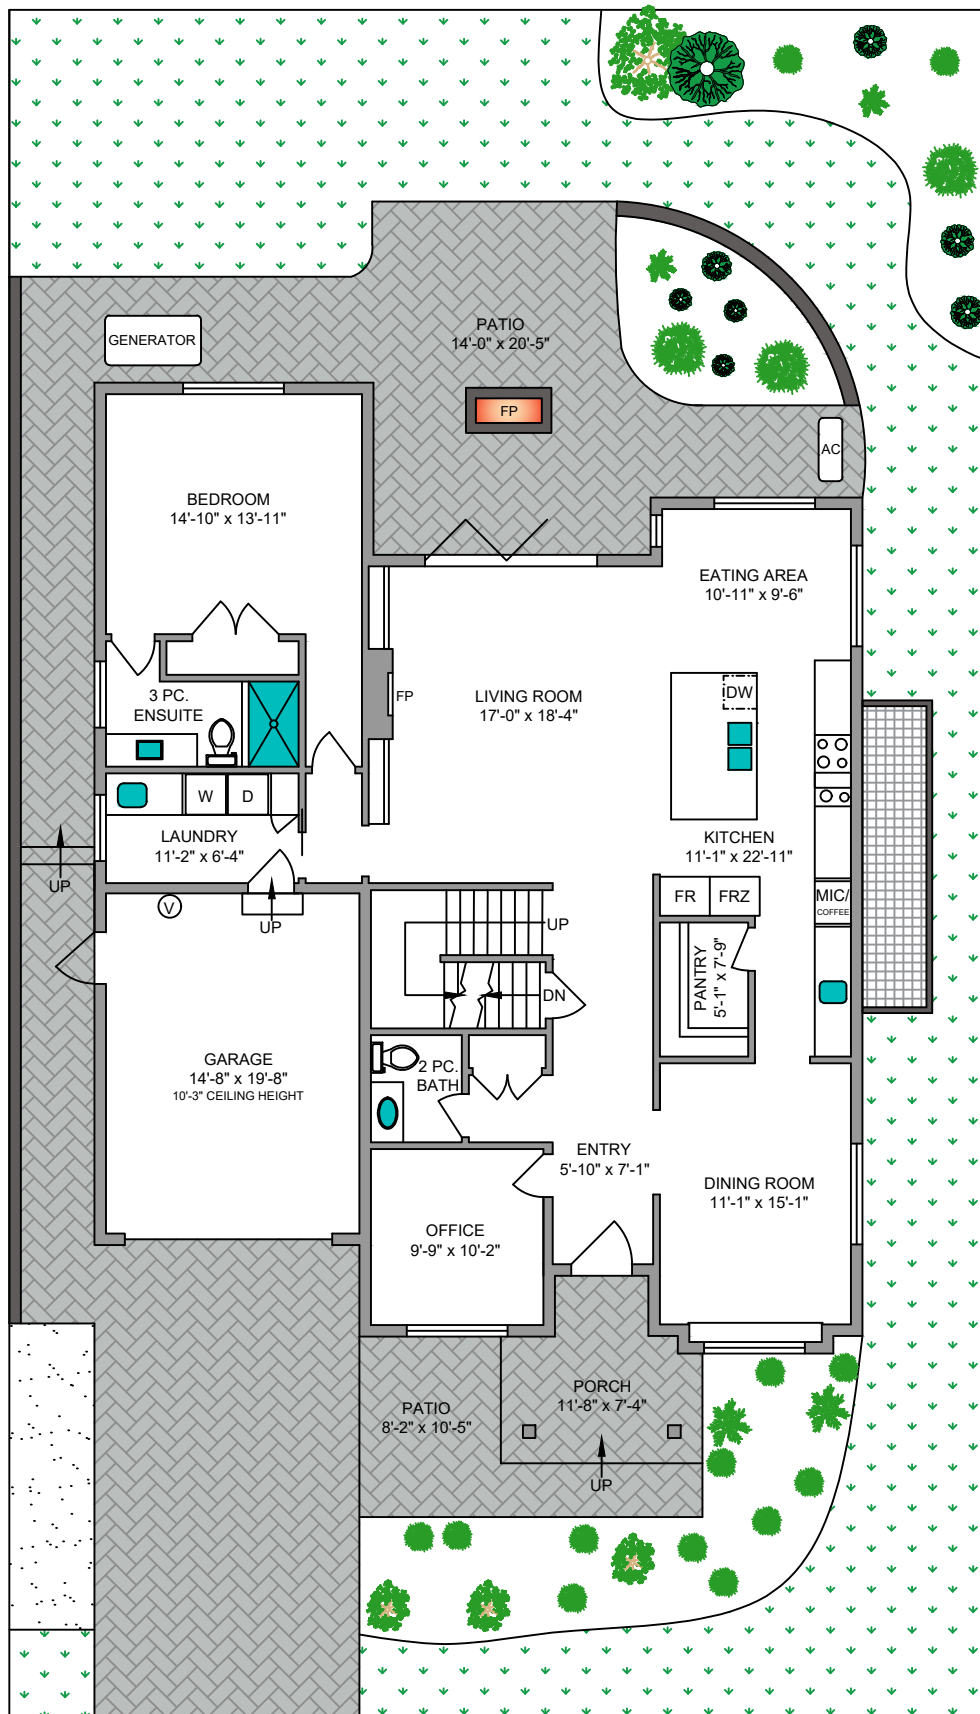 GENERATOR
PATIO
14'-0" x 20'-5"
FP
AC
BEDROOM
14'-10" x 13'-11"
EATING AREA
10'-11" x 9'-6"
3 PC.
ENSUITE
FP
LIVING ROOM
17'-0" x 18'-4"
DW
W
D
LAUNDRY
11'-2" x 6'-4"
KITCHEN
11'-1" x 22'-11"
UP
V
UP
FR
FRZ
MIC/
COFFEE
UP
DN
PANTRY
5'-1" x 7'-9"
GARAGE
14'-8" x 19'-8"
10'-3" CEILING HEIGHT
2 PC.
BATH
ENTRY
5'-10" x 7'-1"
DINING ROOM
11'-1" x 15'-1"
OFFICE
9'-9" x 10'-2"
PORCH
11'-8" x 7'-4"
PATIO
8'-2" x 10'-5"
UP